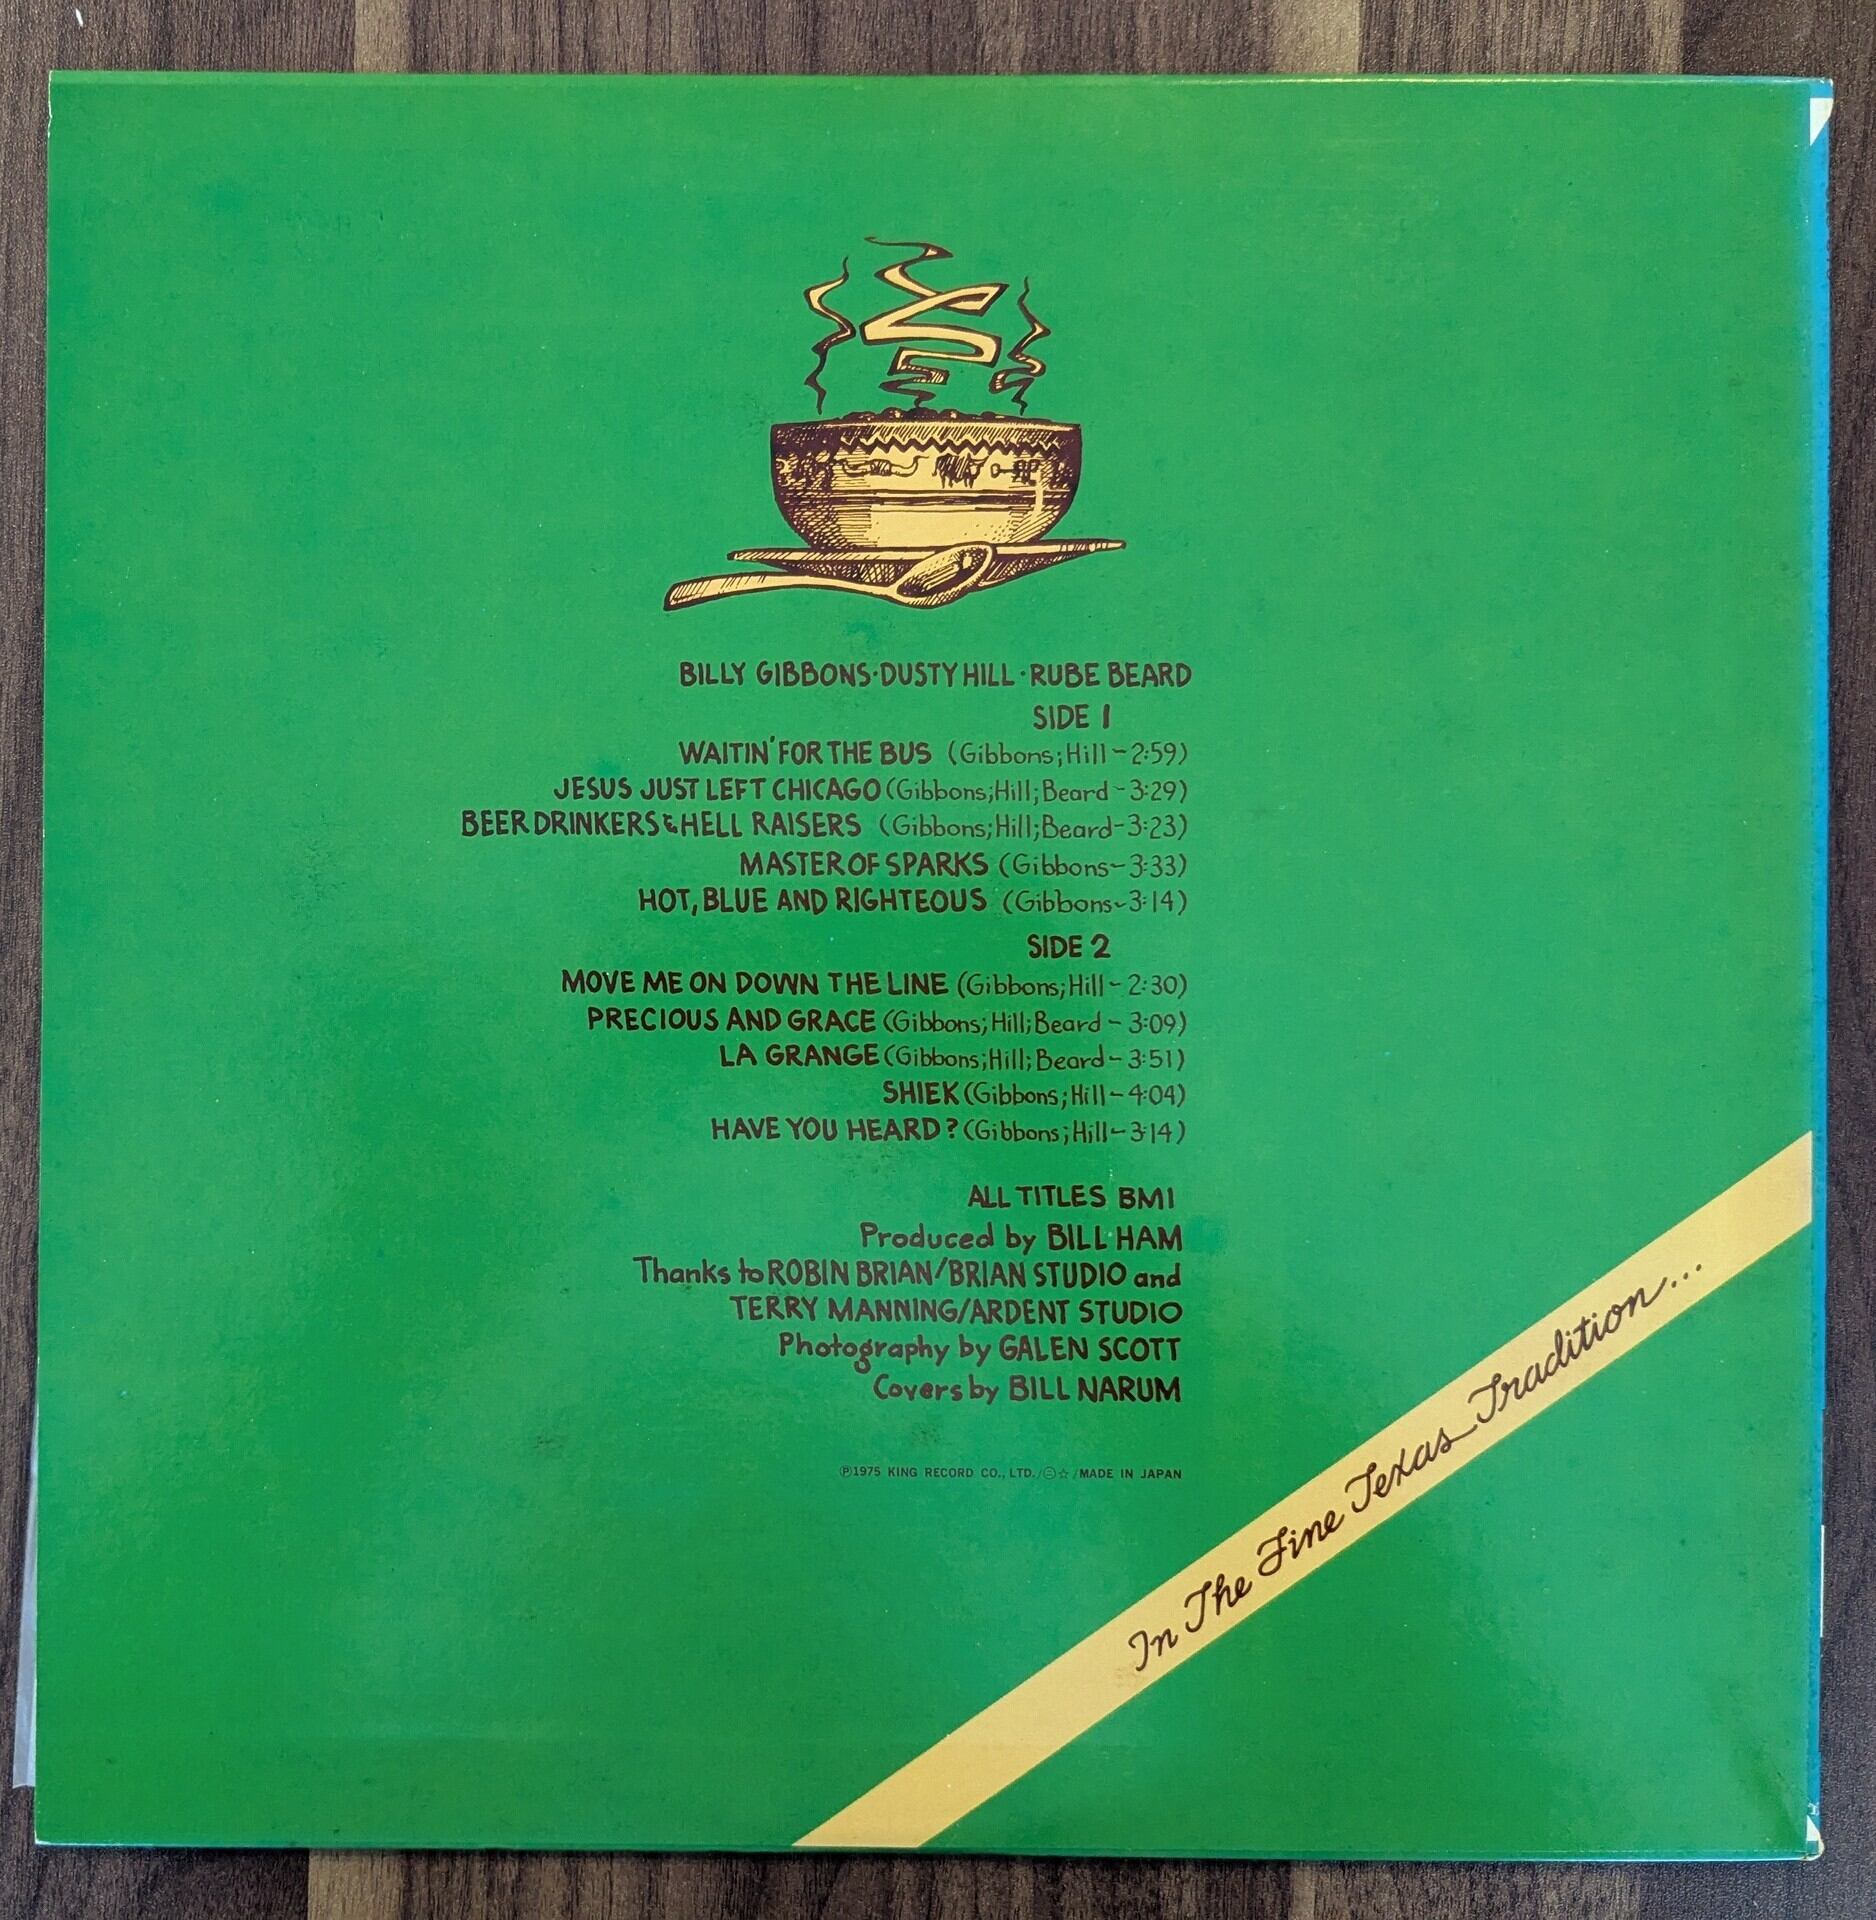 BILLY GIBBONS·DUSTY HILL·RUBE BEARD
SIDE 1
WAITIN' FOR THE BUS (Gibbons;Hill-2:59)
JESUS JUST LEFT CHICAGO (Gibbons;Hill;Beard-3:29)
BEER DRINKERS & HELL RAISERS (Gibbons;Hill;Beard-3:23)
MASTER OF SPARKS (Gibbons-3:33)
HOT, BLUE AND RIGHTEOUS (Gibbons-3:14)
SIDE 2
MOVE ME ON DOWN THE LINE (Gibbons;Hill-2:30)
PRECIOUS AND GRACE (Gibbons;Hill;Beard-3:09)
LA GRANGE (Gibbons;Hill;Beard-3:51)
SHIEK (Gibbons;Hill-4:04)
HAVE YOU HEARD? (Gibbons;Hill-3:14)
ALL TITLES BMI
Produced by BILL HAM
Thanks to ROBIN BRIAN/BRIAN STUDIO and
TERRY MANNING/ARDENT STUDIO
Photography by GALEN SCOTT
Covers by BILL NARUM
℗1975 KING RECORD CO., LTD./㊁☆/MADE IN JAPAN
In The Fine Texas Tradition...